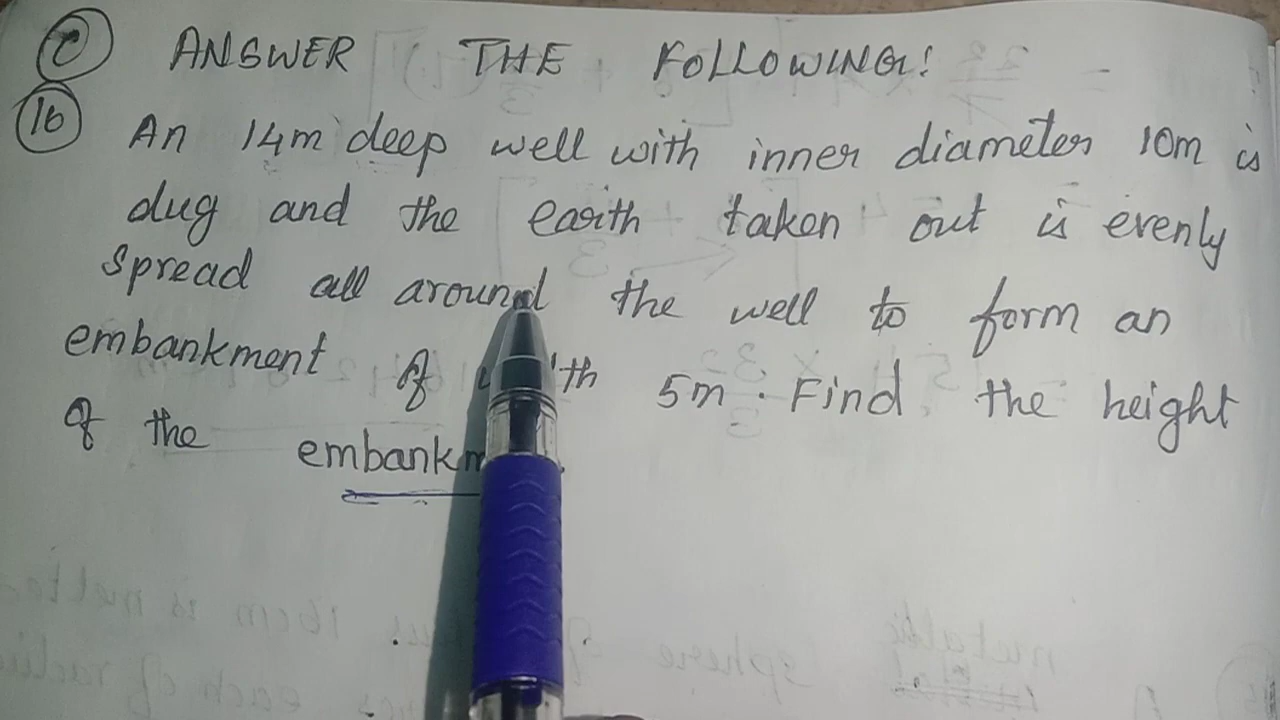 C ANSWER THE FOLLOWING:
16 An 14m deep well with inner diameter 10m is
dug and the earth taken out is evenly
spread all around the well to form an
embankment of 5m. Find the height
of the